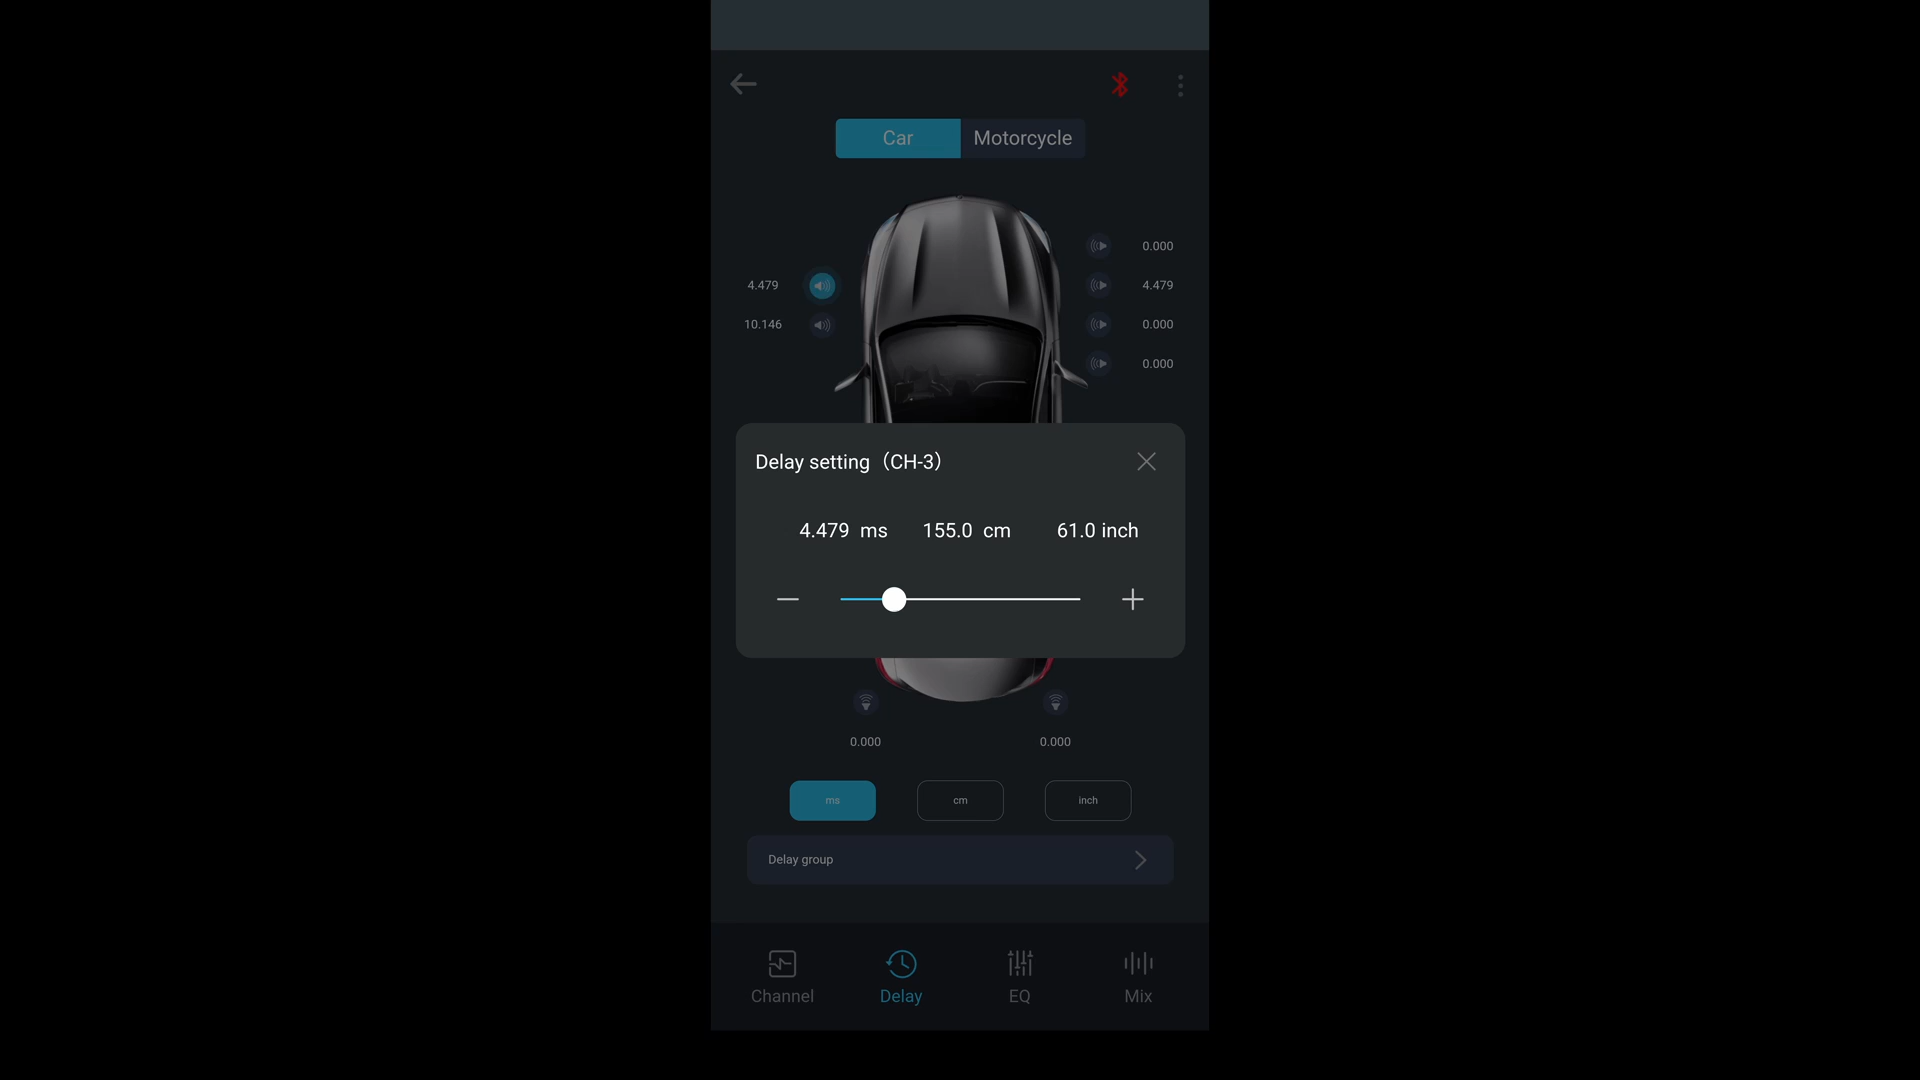 Car Motorcycle
0.000
4.479 4.479
10.146 0.000
0.000
Delay setting（CH-3）
4.479 ms 155.0 cm 61.0 inch
0.000 0.000
ms cm inch
Delay group
Channel Delay EQ Mix